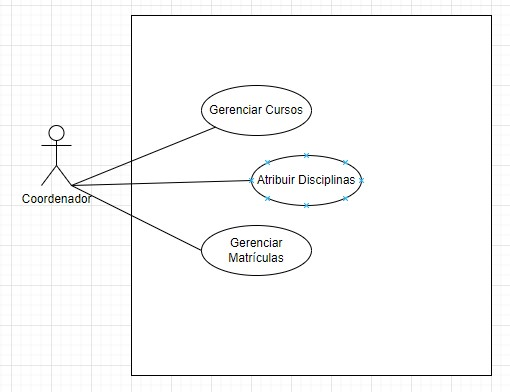 Gerenciar Cursos
Atribuir Disciplinas
Coordenador
Gerenciar
Matrículas